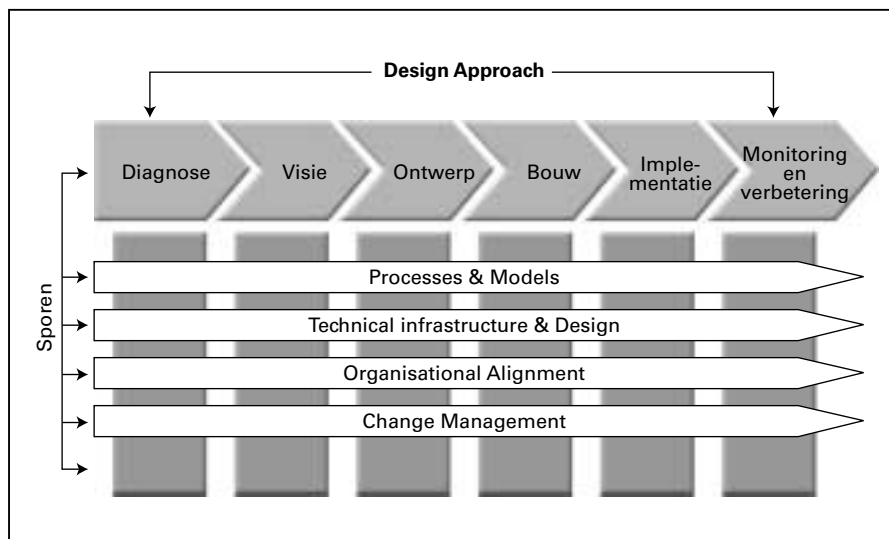 Design Approach
Diagnose
Visie
Ontwerp
Bouw
Imple-
mentatie
Monitoring
en
verbetering
Sporen
Processes & Models
Technical infrastructure & Design
Organisational Alignment
Change Management